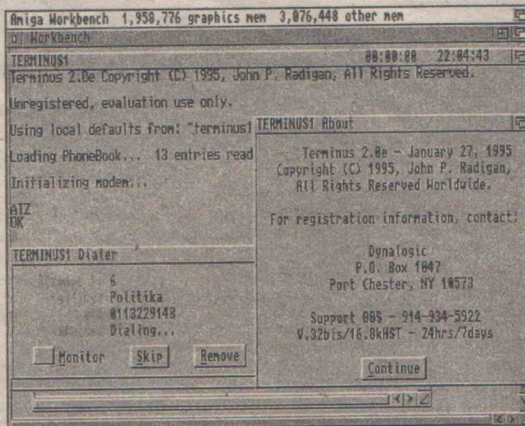 Amiga Workbench 1,958,776 graphics mem 3,076,448 other mem
Workbench
TERMINUS1 00:00:00 22:04:43
Terminus 2.0e Copyright (C) 1995, John P. Radigan, All Rights Reserved.
Unregistered, evaluation use only.
Using local defaults from: "terminus1
Loading PhoneBook... 13 entries read
Initializing modem...
ATZ
OK
TERMINUS1 Dialer
6
Politika
0113229148
Dialing...
Monitor Skip Remove
TERMINUS1 About
Terminus 2.0e - January 27, 1995
Copyright (C) 1995, John P. Radigan,
All Rights Reserved Worldwide.
For registration information, contact:
Dynalogic
P.O. Box 1047
Port Chester, NY 10573
Support BBS - 914-934-5922
V.32bis/16.8kHST - 24hrs/7days
Continue